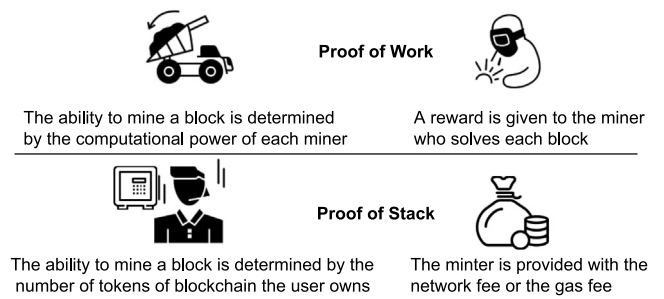 Proof of Work
The ability to mine a block is determined
by the computational power of each miner
A reward is given to the miner
who solves each block
Proof of Stack
The ability to mine a block is determined by the
number of tokens of blockchain the user owns
The minter is provided with the
network fee or the gas fee